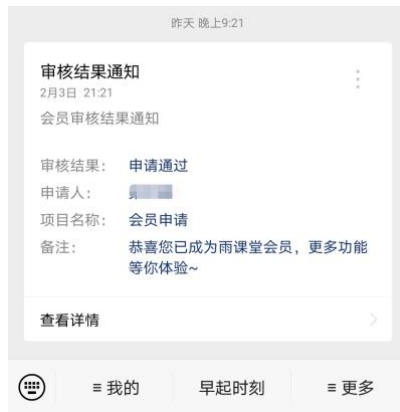 昨天 晚上9:21
审核结果通知
2月3日 21:21
会员审核结果通知
审核结果： 申请通过
申请人：
项目名称： 会员申请
备注： 恭喜您已成为雨课堂会员，更多功能
等你体验~
查看详情
≡ 我的 早起时刻 ≡ 更多